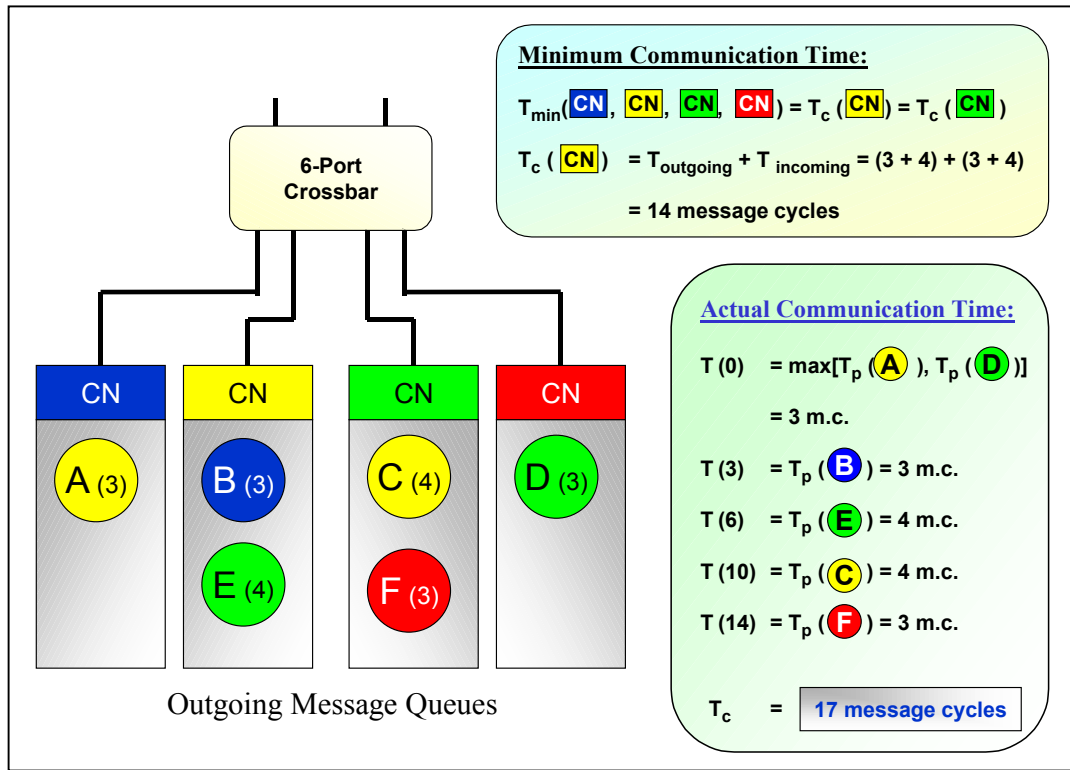 Minimum Communication Time:
Tmin(CN, CN, CN, CN) = Tc (CN) = Tc (CN)
Tc (CN) = Toutgoing + T incoming = (3 + 4) + (3 + 4)
= 14 message cycles
6-Port
Crossbar
Actual Communication Time:
T (0) = max[Tp (A), Tp (D)]
= 3 m.c.
T (3) = Tp (B) = 3 m.c.
T (6) = Tp (E) = 4 m.c.
T (10) = Tp (C) = 4 m.c.
T (14) = Tp (F) = 3 m.c.
Tc = 17 message cycles
CN CN CN CN
A (3) B (3) C (4) D (3)
E (4) F (3)
Outgoing Message Queues